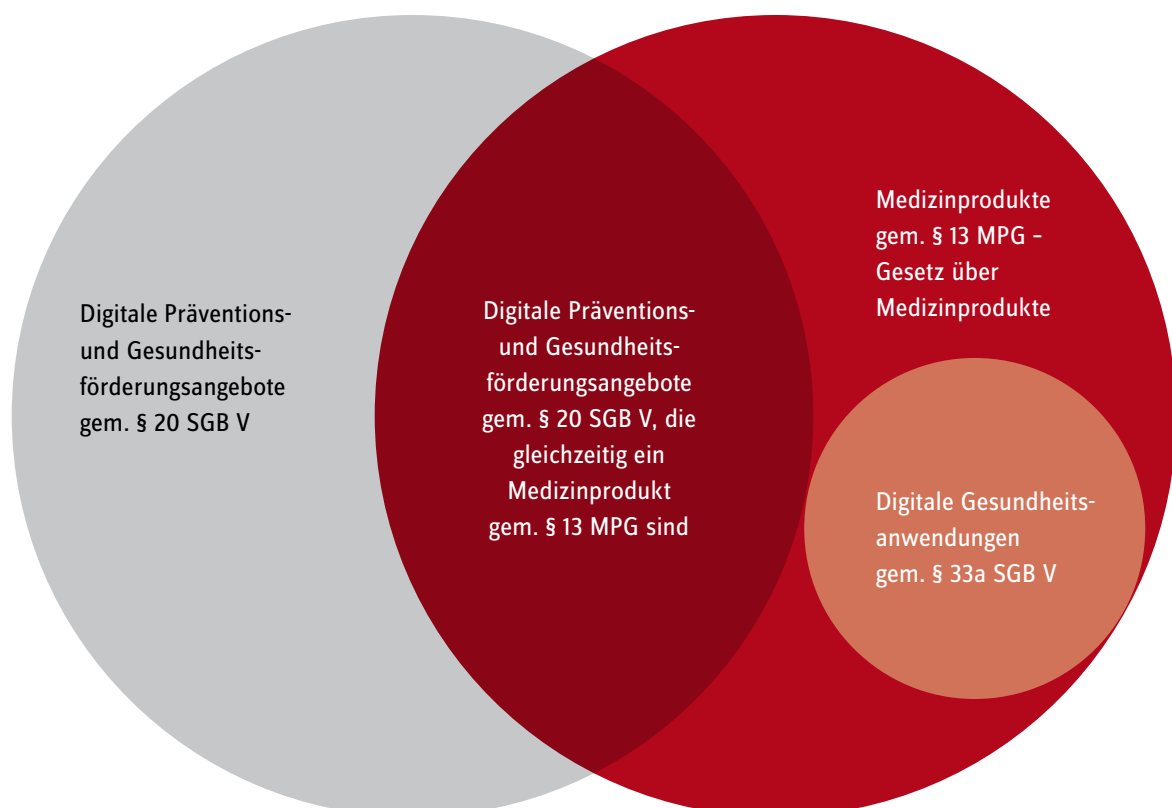 Digitale Präventions-
und Gesundheits-
förderungsangebote
gem. § 20 SGB V
Digitale Präventions-
und Gesundheits-
förderungsangebote
gem. § 20 SGB V, die
gleichzeitig ein
Medizinprodukt
gem. § 13 MPG sind
Medizinprodukte
gem. § 13 MPG –
Gesetz über
Medizinprodukte
Digitale Gesundheits-
anwendungen
gem. § 33a SGB V